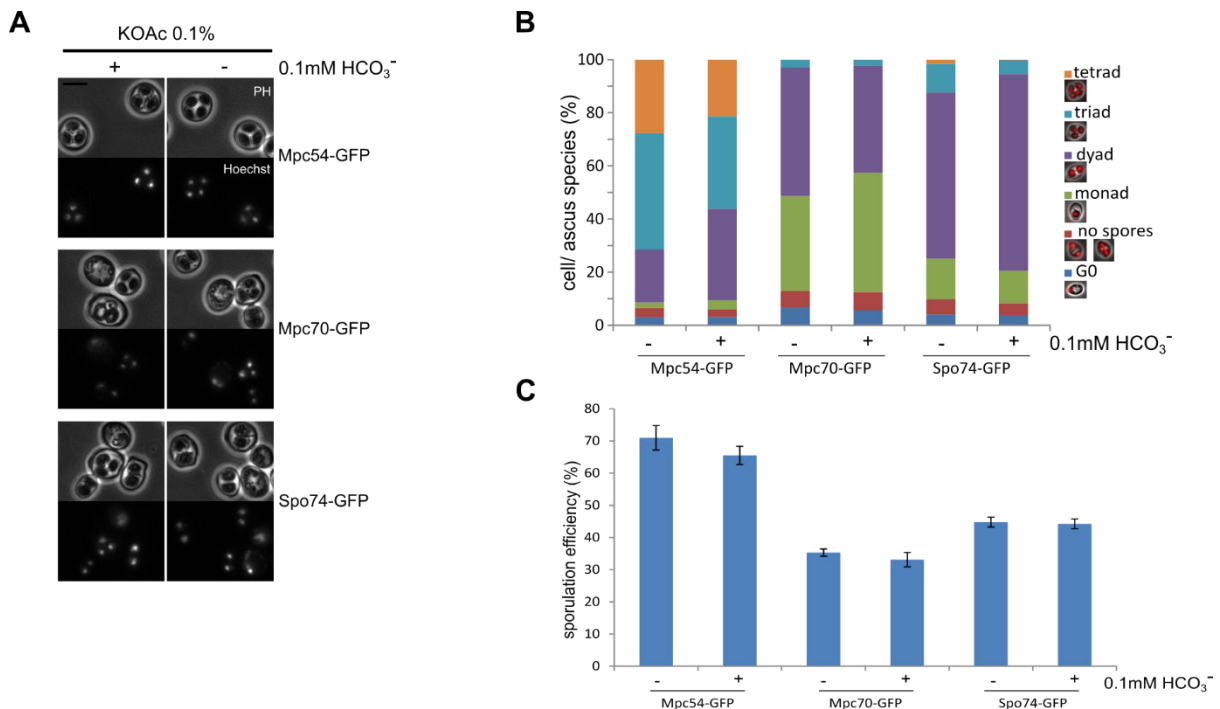 A
KOAc 0.1%
+ - 0.1mM HCO₃⁻
PH
Mpc54-GFP
Hoechst
Mpc70-GFP
Spo74-GFP
B
cell/ ascus species (%)
100
80
60
40
20
0
- + - + - + 0.1mM HCO₃⁻
Mpc54-GFP Mpc70-GFP Spo74-GFP
tetrad
triad
dyad
monad
no spores
G0
C
sporulation efficiency (%)
80
70
60
50
40
30
20
10
0
- + - + - + 0.1mM HCO₃⁻
Mpc54-GFP Mpc70-GFP Spo74-GFP